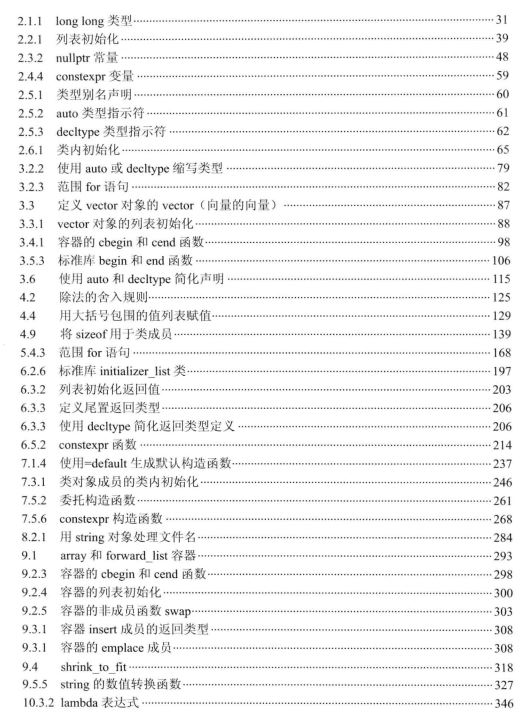 2.1.1 long long 类型 31
2.2.1 列表初始化 39
2.3.2 nullptr 常量 48
2.4.4 constexpr 变量 59
2.5.1 类型别名声明 60
2.5.2 auto 类型指示符 61
2.5.3 decltype 类型指示符 62
2.6.1 类内初始化 65
3.2.2 使用 auto 或 decltype 缩写类型 79
3.2.3 范围 for 语句 82
3.3 定义 vector 对象的 vector（向量的向量） 87
3.3.1 vector 对象的列表初始化 88
3.4.1 容器的 cbegin 和 cend 函数 98
3.5.3 标准库 begin 和 end 函数 106
3.6 使用 auto 和 decltype 简化声明 115
4.2 除法的舍入规则 125
4.4 用大括号包围的值列表赋值 129
4.9 将 sizeof 用于类成员 139
5.4.3 范围 for 语句 168
6.2.6 标准库 initializer_list 类 197
6.3.2 列表初始化返回值 203
6.3.3 定义尾置返回类型 206
6.3.3 使用 decltype 简化返回类型定义 206
6.5.2 constexpr 函数 214
7.1.4 使用=default 生成默认构造函数 237
7.3.1 类对象成员的类内初始化 246
7.5.2 委托构造函数 261
7.5.6 constexpr 构造函数 268
8.2.1 用 string 对象处理文件名 284
9.1 array 和 forward_list 容器 293
9.2.3 容器的 cbegin 和 cend 函数 298
9.2.4 容器的列表初始化 300
9.2.5 容器的非成员函数 swap 303
9.3.1 容器 insert 成员的返回类型 308
9.3.1 容器的 emplace 成员 308
9.4 shrink_to_fit 318
9.5.5 string 的数值转换函数 327
10.3.2 lambda 表达式 346